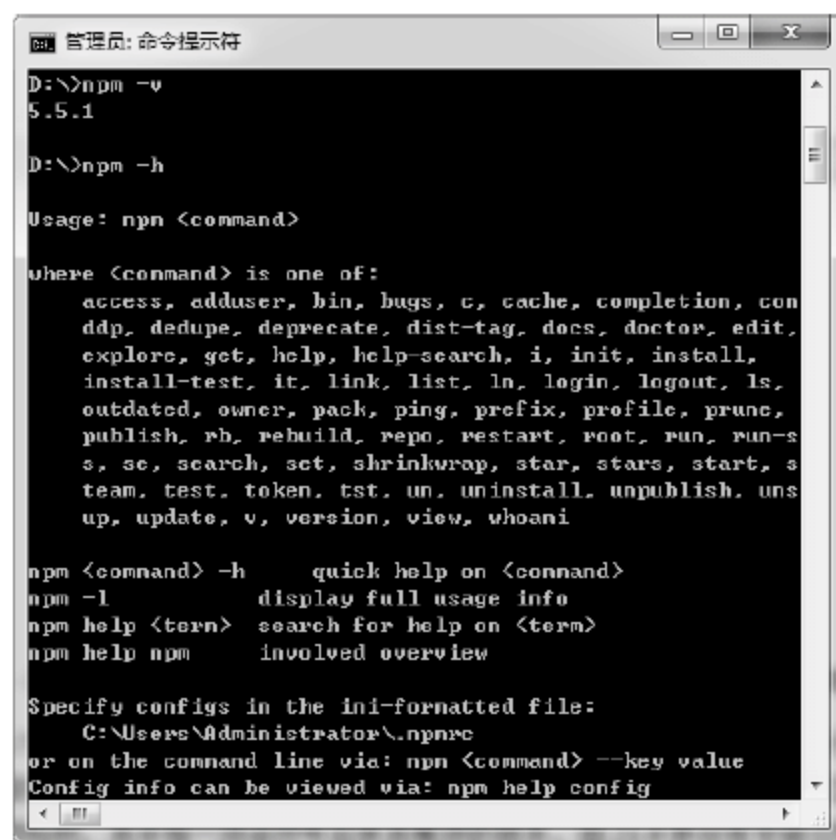 管理员: 命令提示符
D:\>npm -v
5.5.1
D:\>npm -h
Usage: npm <command>
where <command> is one of:
access, adduser, bin, bugs, c, cache, completion, con
ddp, dedupe, deprecate, dist-tag, docs, doctor, edit,
explore, get, help, help-search, i, init, install,
install-test, it, link, list, ln, login, logout, ls,
outdated, owner, pack, ping, prefix, profile, prune,
publish, rb, rebuild, repo, restart, root, run, run-s
s, se, search, set, shrinkwrap, star, stars, start, s
team, test, token, tst, un, uninstall, unpublish, uns
up, update, v, version, view, whoami
npm <command> -h quick help on <command>
npm -l display full usage info
npm help <term> search for help on <term>
npm help npm involved overview
Specify configs in the ini-formatted file:
C:\Users\Administrator\.npmrc
or on the command line via: npm <command> --key value
Config info can be viewed via: npm help config